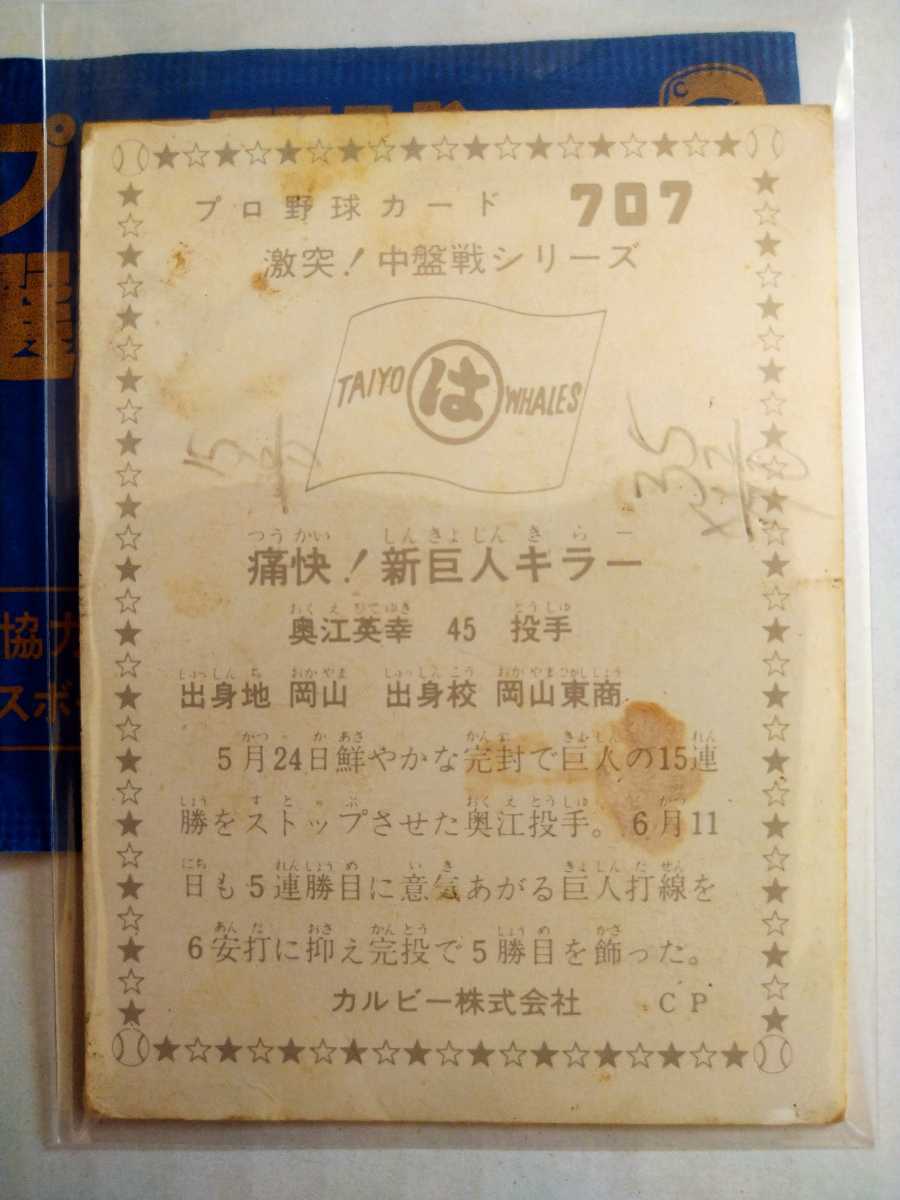 プロ野球カード 707
激突!中盤戦シリーズ
TAIYO は WHALES
つうかい しんきょじんきらー
痛快!新巨人キラー
おくえひでゆき とうしゅ
奥江英幸 45 投手
しゅっしんち おかやま しゅっしんこう おかやまひがししょう
出身地 岡山 出身校 岡山東商
5月24日鮮やかな完封で巨人の15連
勝をストップさせた奥江投手。6月11
日も5連勝目に意気あがる巨人打線を
6安打に抑え完投で5勝目を飾った。
カルビー株式会社 CP
協力
スポ